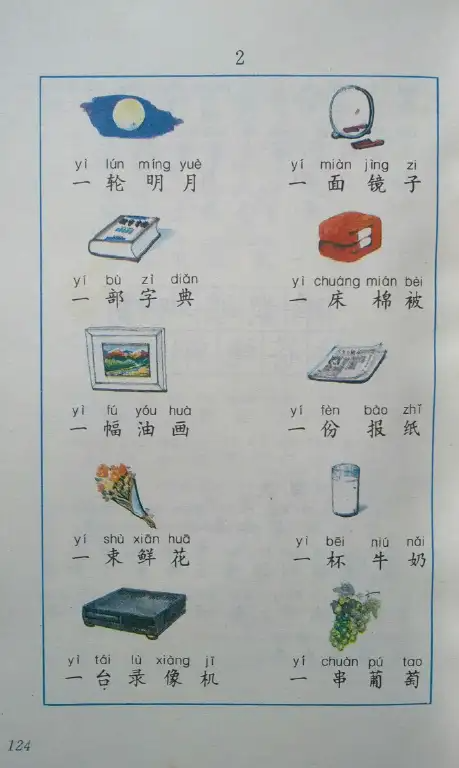 2
yì lún míng yuè
一 轮 明 月
yí miàn jìng zi
一 面 镜 子
yí bù zì diǎn
一 部 字 典
yì chuáng mián bèi
一 床 棉 被
yì fú yóu huà
一 幅 油 画
yí fèn bào zhǐ
一 份 报 纸
yí shù xiān huā
一 束 鲜 花
yì bēi niú nǎi
一 杯 牛 奶
yì tái lù xiàng jī
一 台 录 像 机
yí chuàn pú tao
一 串 葡 萄
124